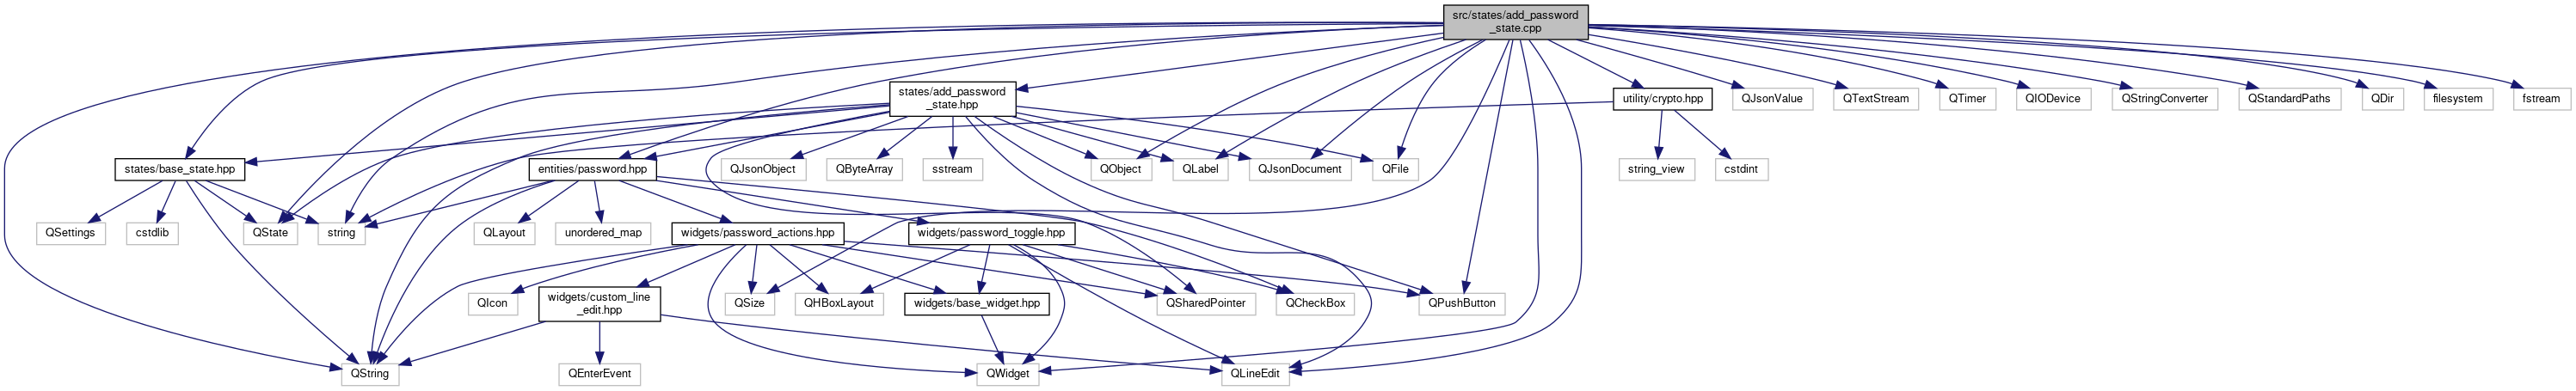 src/states/add_password
_state.cpp
states/add_password
_state.hpp
utility/crypto.hpp
QJsonValue
QTextStream
QTimer
QIODevice
QStringConverter
QStandardPaths
QDir
filesystem
fstream
states/base_state.hpp
entities/password.hpp
QJsonObject
QByteArray
sstream
QObject
QLabel
QJsonDocument
QFile
string_view
cstdint
QSettings
cstdlib
QState
string
QLayout
unordered_map
widgets/password_actions.hpp
widgets/password_toggle.hpp
QIcon
widgets/custom_line
_edit.hpp
QSize
QHBoxLayout
widgets/base_widget.hpp
QSharedPointer
QCheckBox
QPushButton
QString
QEnterEvent
QWidget
QLineEdit